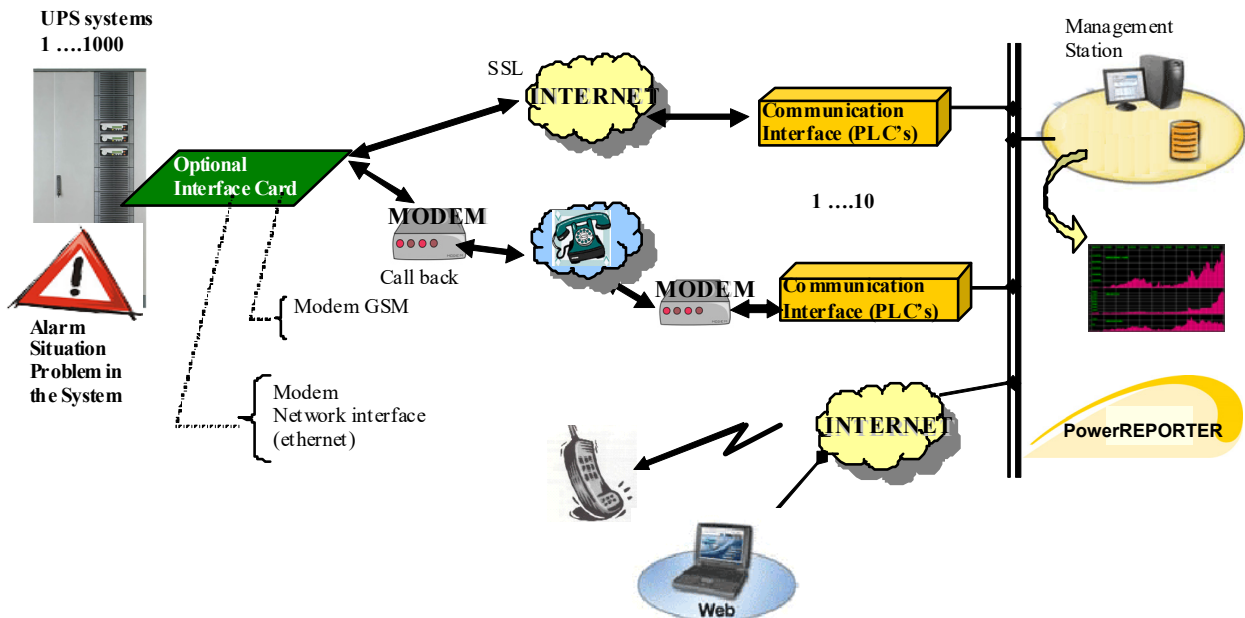 UPS systems
1 ….1000
SSL
INTERNET
Communication
Interface (PLC's)
Management
Station
Optional
Interface Card
MODEM
Call back
1 ….10
MODEM
Communication
Interface (PLC's)
Modem GSM
Alarm
Situation
Problem in
the System
Modem
Network interface
(ethernet)
INTERNET
PowerREPORTER
Web